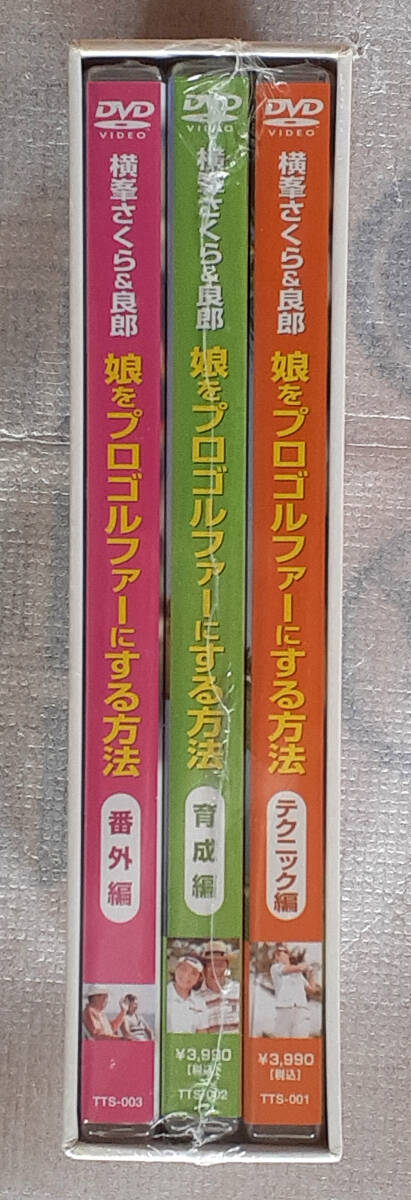 DVD
VIDEO
横峯さくら&良郎
娘をプロゴルファーにする方法
番外編
TTS-003
DVD
VIDEO
横峯さくら&良郎
娘をプロゴルファーにする方法
育成編
¥3,990
[税込]
TTS-002
DVD
VIDEO
横峯さくら&良郎
娘をプロゴルファーにする方法
テクニック編
¥3,990
[税込]
TTS-001